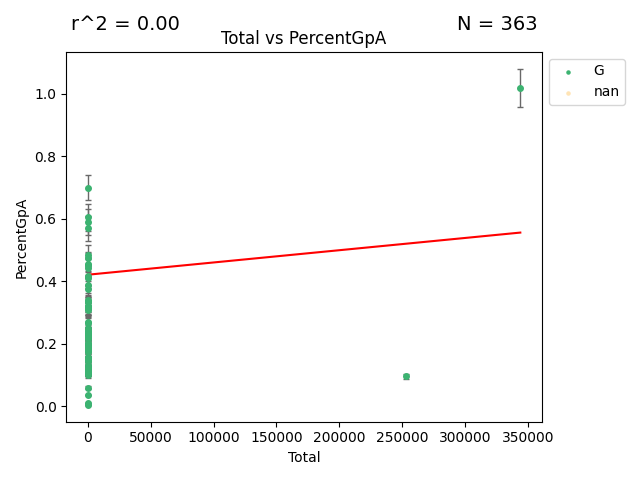 r^2 = 0.00
N = 363
Total vs PercentGpA
G
nan
PercentGpA
1.0
0.8
0.6
0.4
0.2
0.0
0
50000
100000
150000
200000
250000
300000
350000
Total